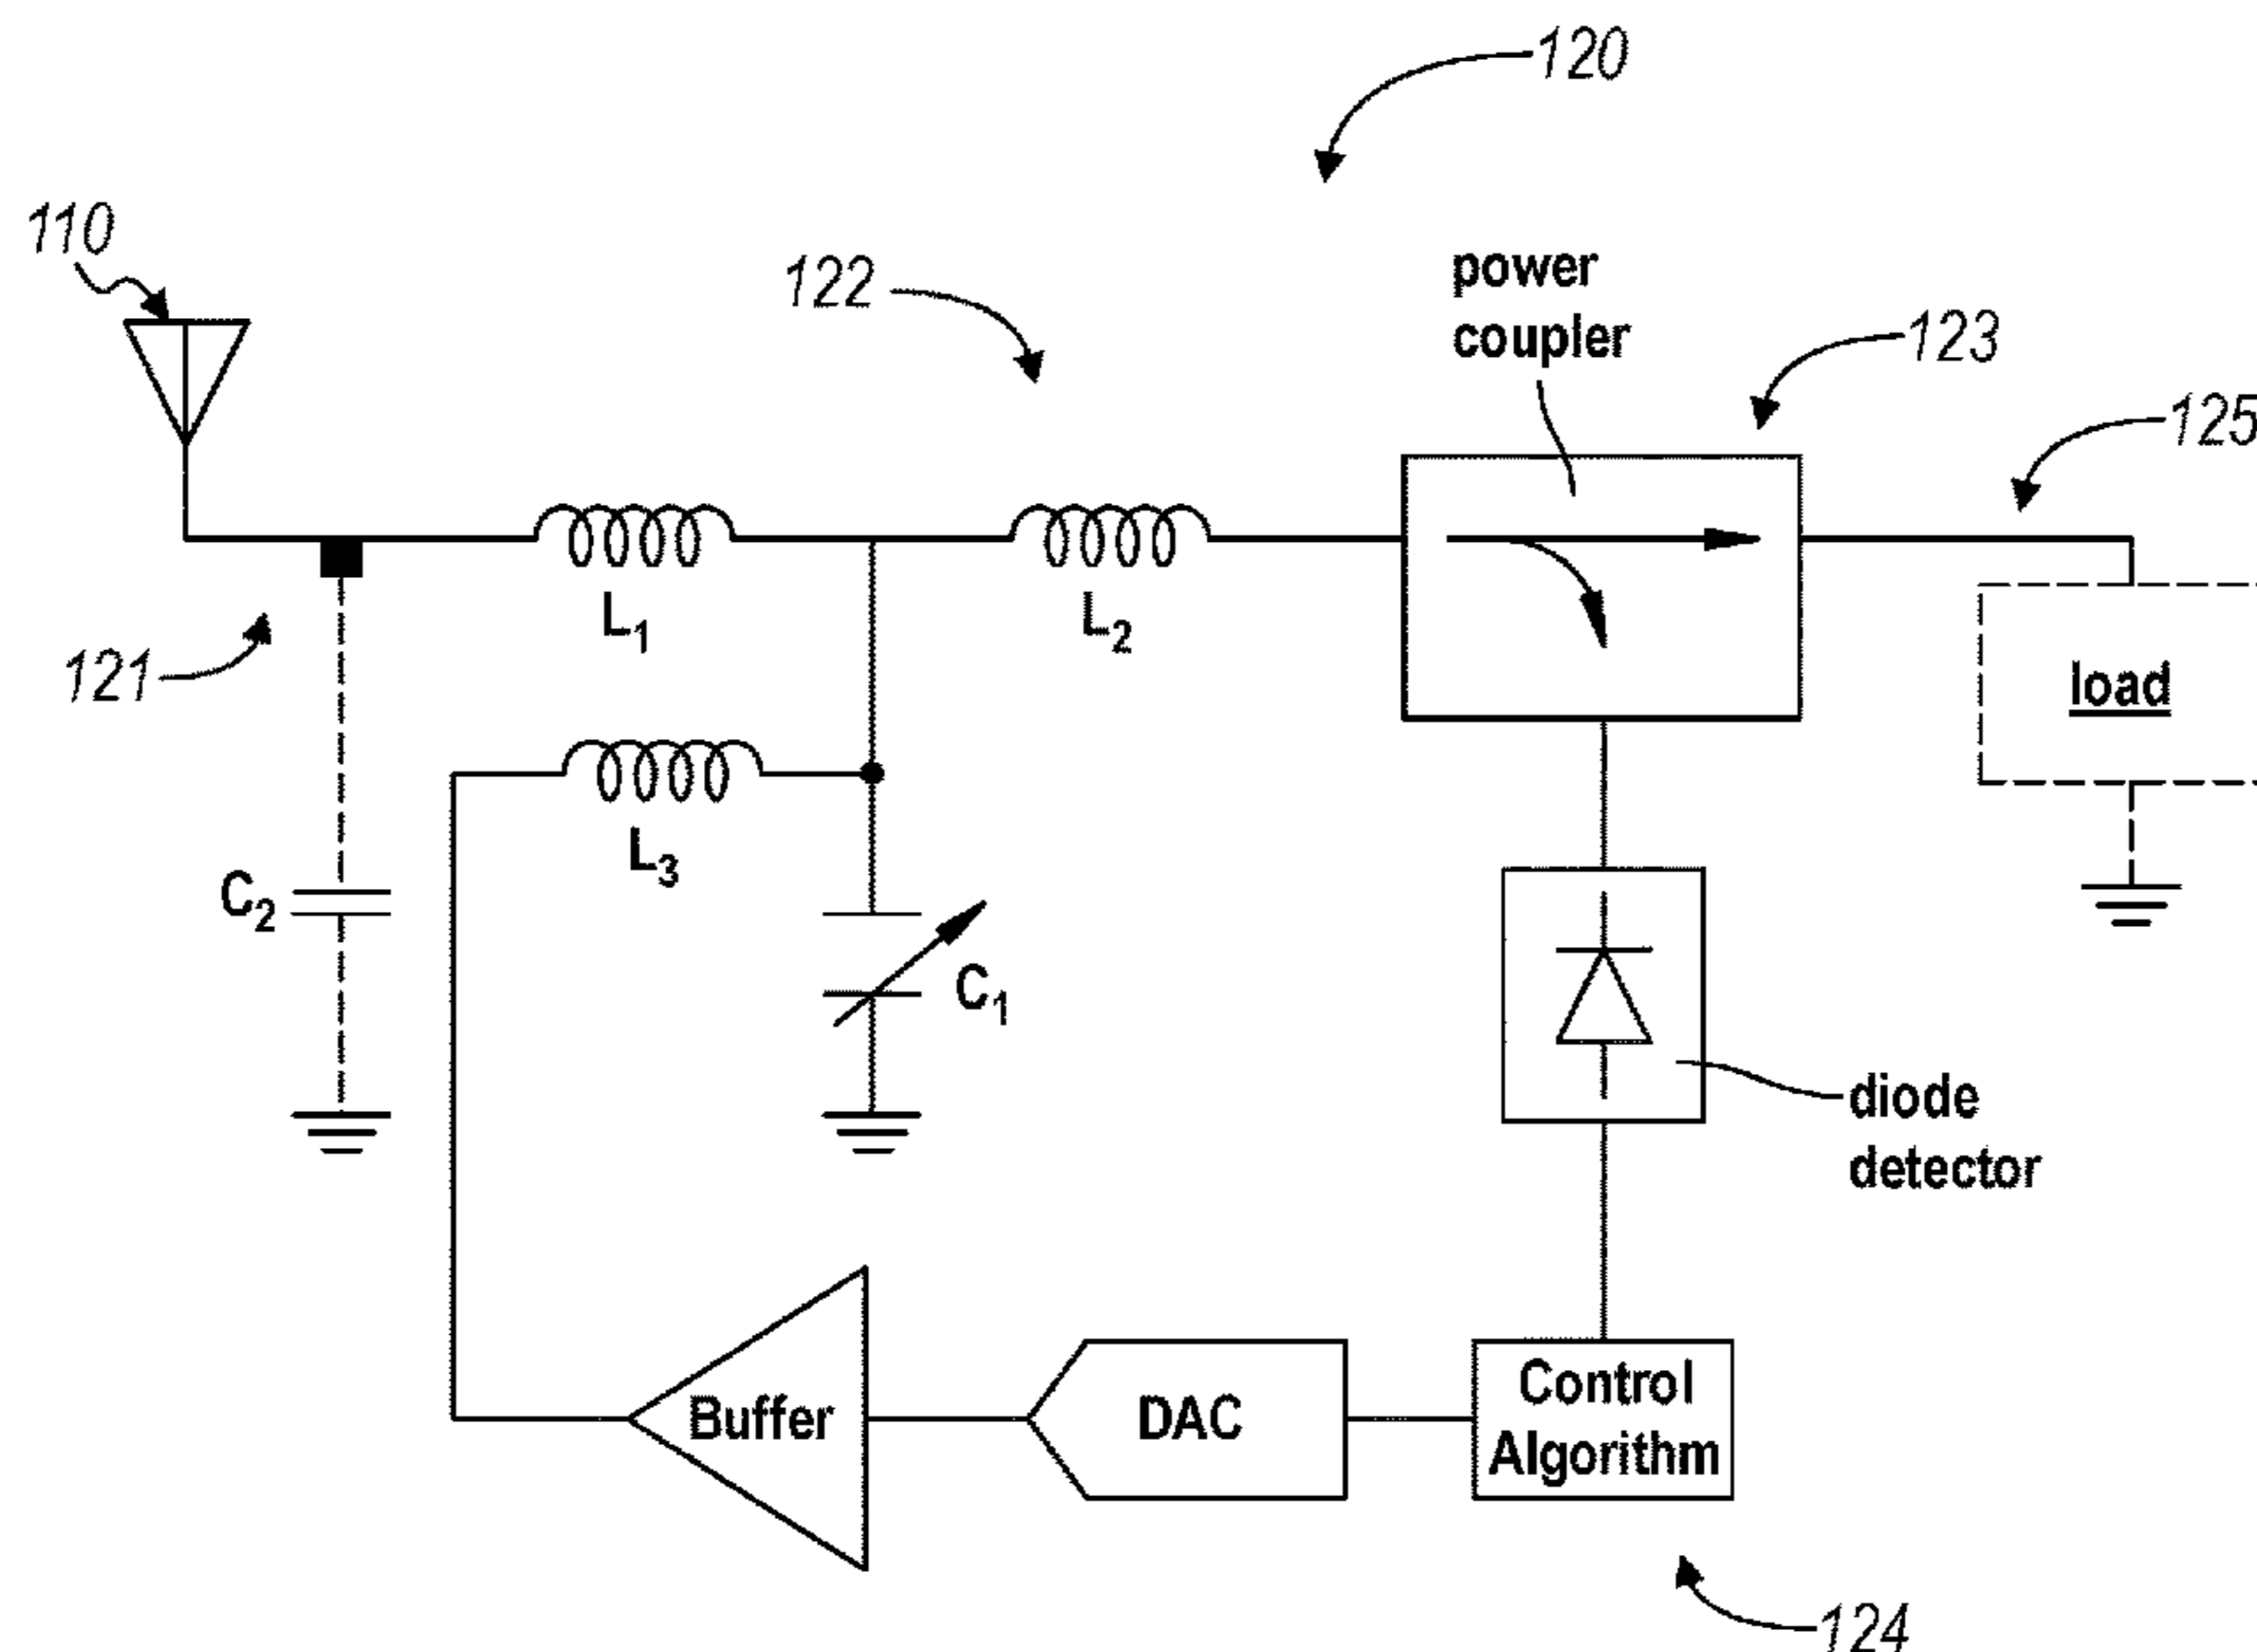 120
110
122
power
coupler
123
125
L1
L2
121
load
L3
C2
C1
diode
detector
Buffer
DAC
Control
Algorithm
124